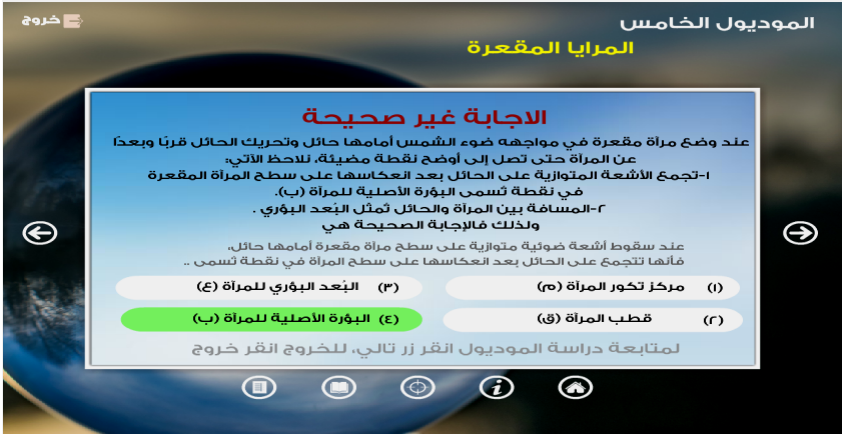 الموديول الخامس
خروج
المرايا المقعرة
الاجابة غير صحيحة
عند وضع مرآة مقعرة في مواجهه ضوء الشمس أمامها حائل وتحريك الحائل قربًا وبعدًا
عن المرآة حتى تصل إلى أوضح نقطة مضيئة، نلاحظ الآتي:
١-تجمع الأشعة المتوازية على الحائل بعد انعكاسها على سطح المرآة المقعرة
في نقطة تسمى البؤرة الأصلية للمرآة (ب).
٢-المسافة بين المرآة والحائل تُمثل البُعد البؤري .
ولذلك فالإجابة الصحيحة هي
عند سقوط أشعة ضوئية متوازية على سطح مرآة مقعرة أمامها حائل،
فأنها تتجمع على الحائل بعد انعكاسها على سطح المرآة في نقطة تُسمى ..
(١) مركز تكور المرآة (م)
(٣) البُعد البؤري للمرآة (ع)
(٢) قطب المرآة (ق)
(٤) البؤرة الأصلية للمرآة (ب)
لمتابعة دراسة الموديول انقر زر تالي، للخروج انقر خروج